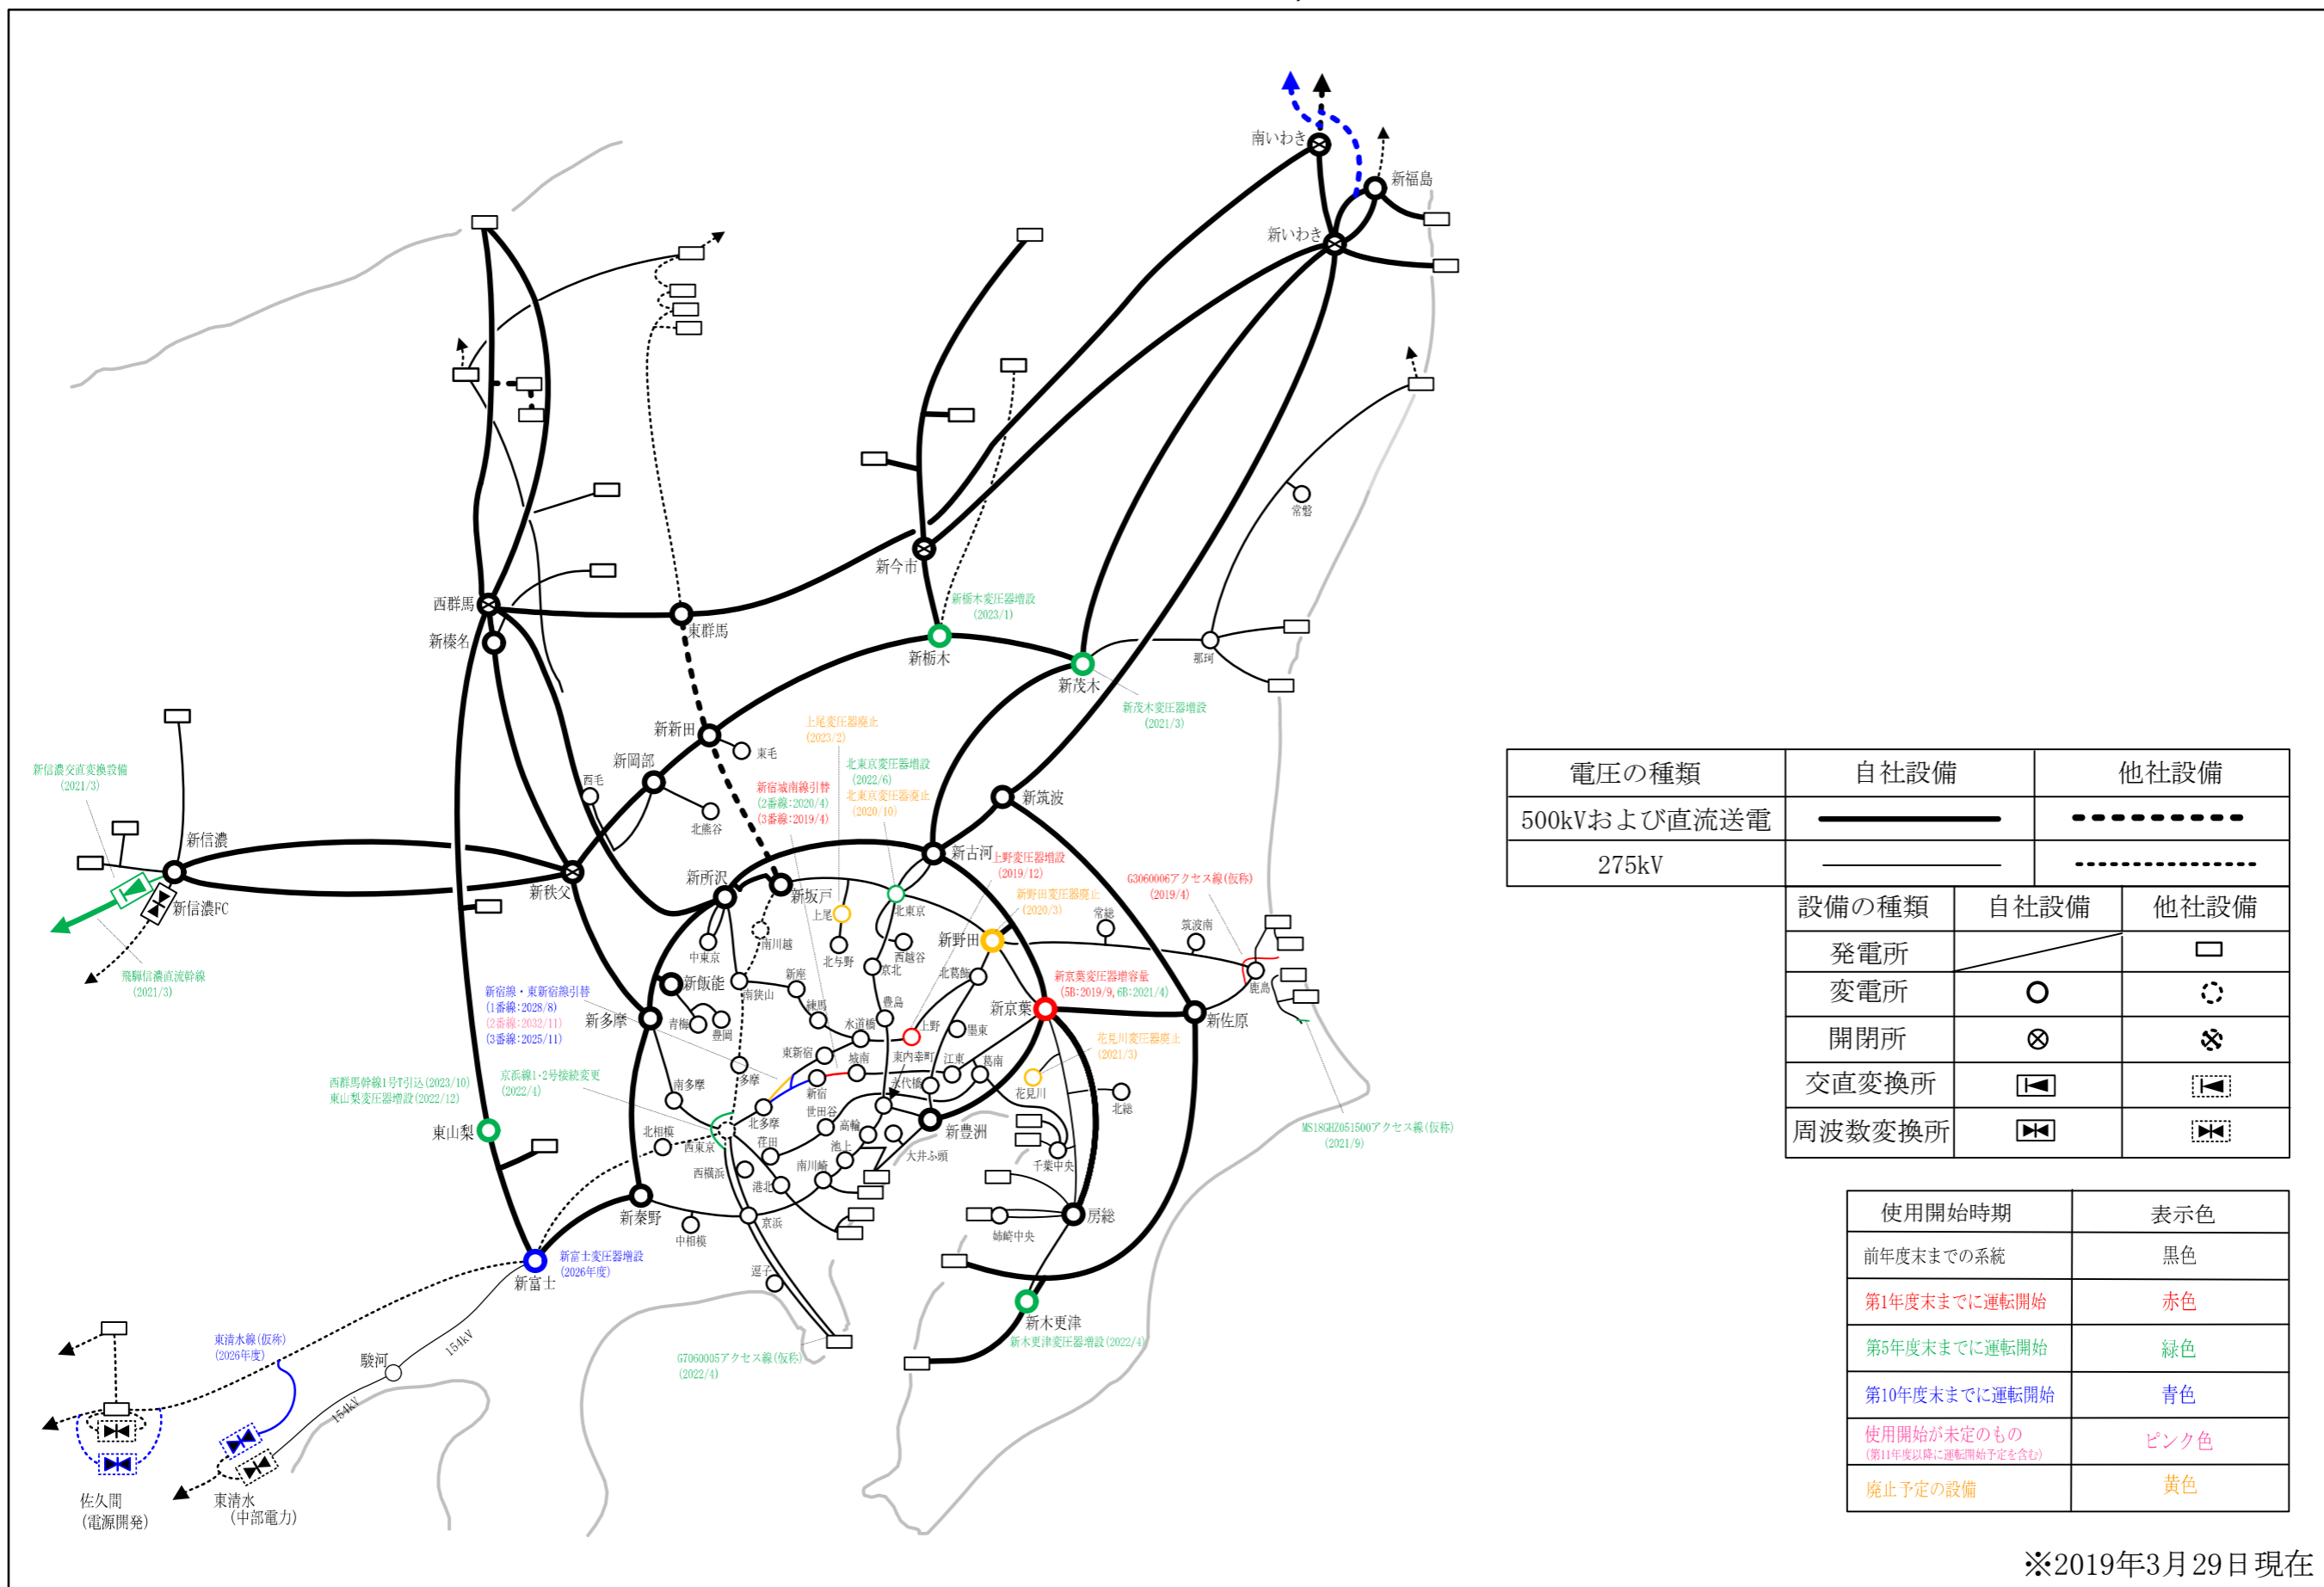 南いわき
新福島
新いわき
常磐
新今市
西群馬
新榛名
東群馬
新栃木変圧器増設
(2023/1)
新栃木
新茂木
那珂
新茂木変圧器増設
(2021/3)
新新田
東毛
上尾変圧器廃止
(2023/2)
新岡部
西毛
北熊谷
北東京変圧器増設
(2022/6)
北東京変圧器廃止
(2020/10)
新宿城南線引替
(2番線:2020/4)
(3番線:2019/4)
新信濃交直変換設備
(2021/3)
新信濃
新信濃FC
飛騨信濃直流幹線
(2021/3)
新秩父
新所沢
新坂戸
新筑波
新古河
上野変圧器増設
(2019/12)
新野田変圧器廃止
(2020/3)
G3060006アクセス線(仮称)
(2019/4)
上尾
北東京
中東京
南川越
北与野
西越谷
新野田
常総
筑波南
鹿島
京北
北葛飾
新飯能
南狭山
新座
練馬
豊島
水道橋
上野
墨東
新京葉変圧器増容量
(5B:2019/9,6B:2021/4)
新京葉
新佐原
新宿線・東新宿線引替
(1番線:2028/8)
(2番線:2032/11)
(3番線:2025/11)
新多摩
青梅
豊岡
東新宿
城南
東内幸町
江東
葛南
花見川変圧器廃止
(2021/3)
西群馬幹線1号T引込(2023/10)
東山梨変圧器増設(2022/12)
京浜線1・2号接続変更
(2022/4)
多摩
南多摩
新宿
永代橋
花見川
北総
東山梨
北相模
西東京
北多摩
世田谷
高輪
花田
池上
新豊洲
大井ふ頭
千葉中央
MS18GHZ051500アクセス線(仮称)
(2021/9)
西横浜
港北
南川崎
新秦野
中相模
京浜
姉崎中央
房総
新富士変圧器増設
(2026年度)
新富士
逗子
新木更津
新木更津変圧器増設(2022/4)
G7060005アクセス線(仮称)
(2022/4)
東清水線(仮称)
(2026年度)
駿河
154kV
154kV
佐久間
(電源開発)
東清水
(中部電力)
電圧の種類 自社設備 他社設備
500kVおよび直流送電
275kV
設備の種類 自社設備 他社設備
発電所
変電所
開閉所
交直変換所
周波数変換所
使用開始時期 表示色
前年度末までの系統 黒色
第1年度末までに運転開始 赤色
第5年度末までに運転開始 緑色
第10年度末までに運転開始 青色
使用開始が未定のもの ピンク色
(第11年度以降に運転開始予定を含む)
廃止予定の設備 黄色
※2019年3月29日現在